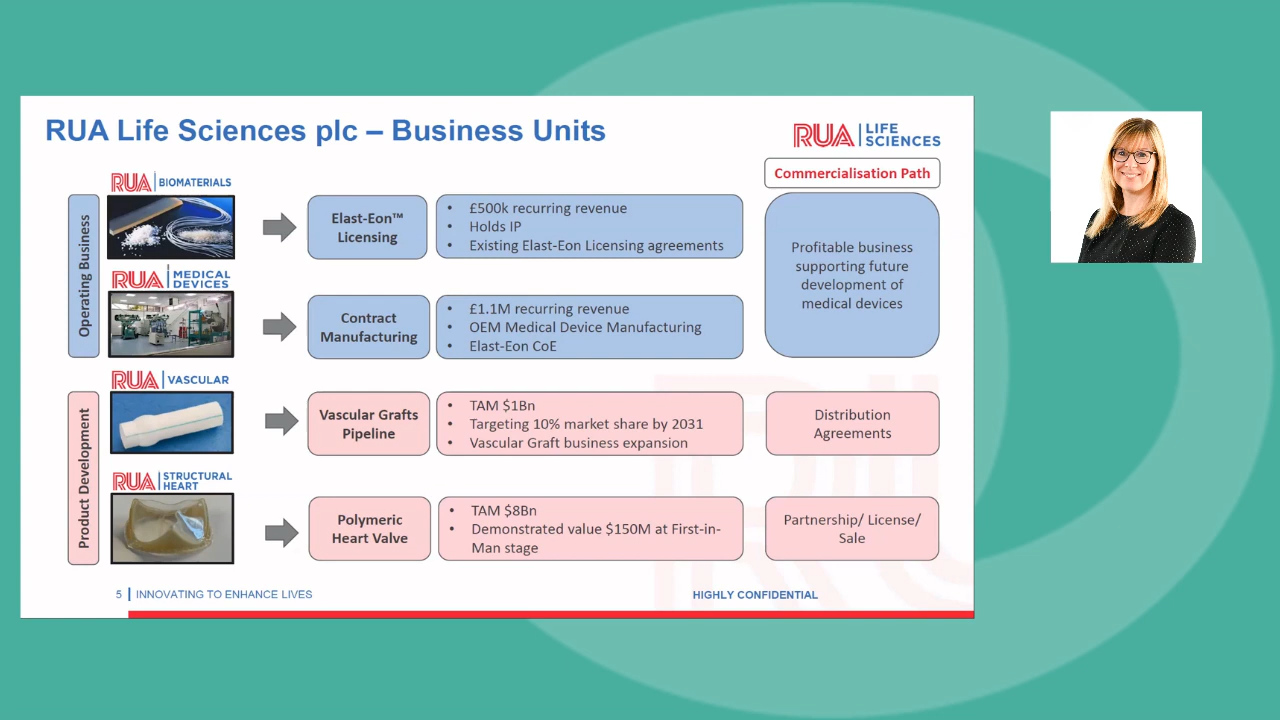 RUA Life Sciences plc – Business Units
RUA LIFE
SCIENCES
Commercialisation Path
Operating Business
RUA BIOMATERIALS
Elast-Eon™
Licensing
• £500k recurring revenue
• Holds IP
• Existing Elast-Eon Licensing agreements
Profitable business
supporting future
development of
medical devices
RUA MEDICAL
DEVICES
Contract
Manufacturing
• £1.1M recurring revenue
• OEM Medical Device Manufacturing
• Elast-Eon CoE
Product Development
RUA VASCULAR
Vascular Grafts
Pipeline
• TAM $1Bn
• Targeting 10% market share by 2031
• Vascular Graft business expansion
Distribution
Agreements
RUA STRUCTURAL
HEART
Polymeric
Heart Valve
• TAM $8Bn
• Demonstrated value $150M at First-in-
Man stage
Partnership/ License/
Sale
5 INNOVATING TO ENHANCE LIVES
HIGHLY CONFIDENTIAL